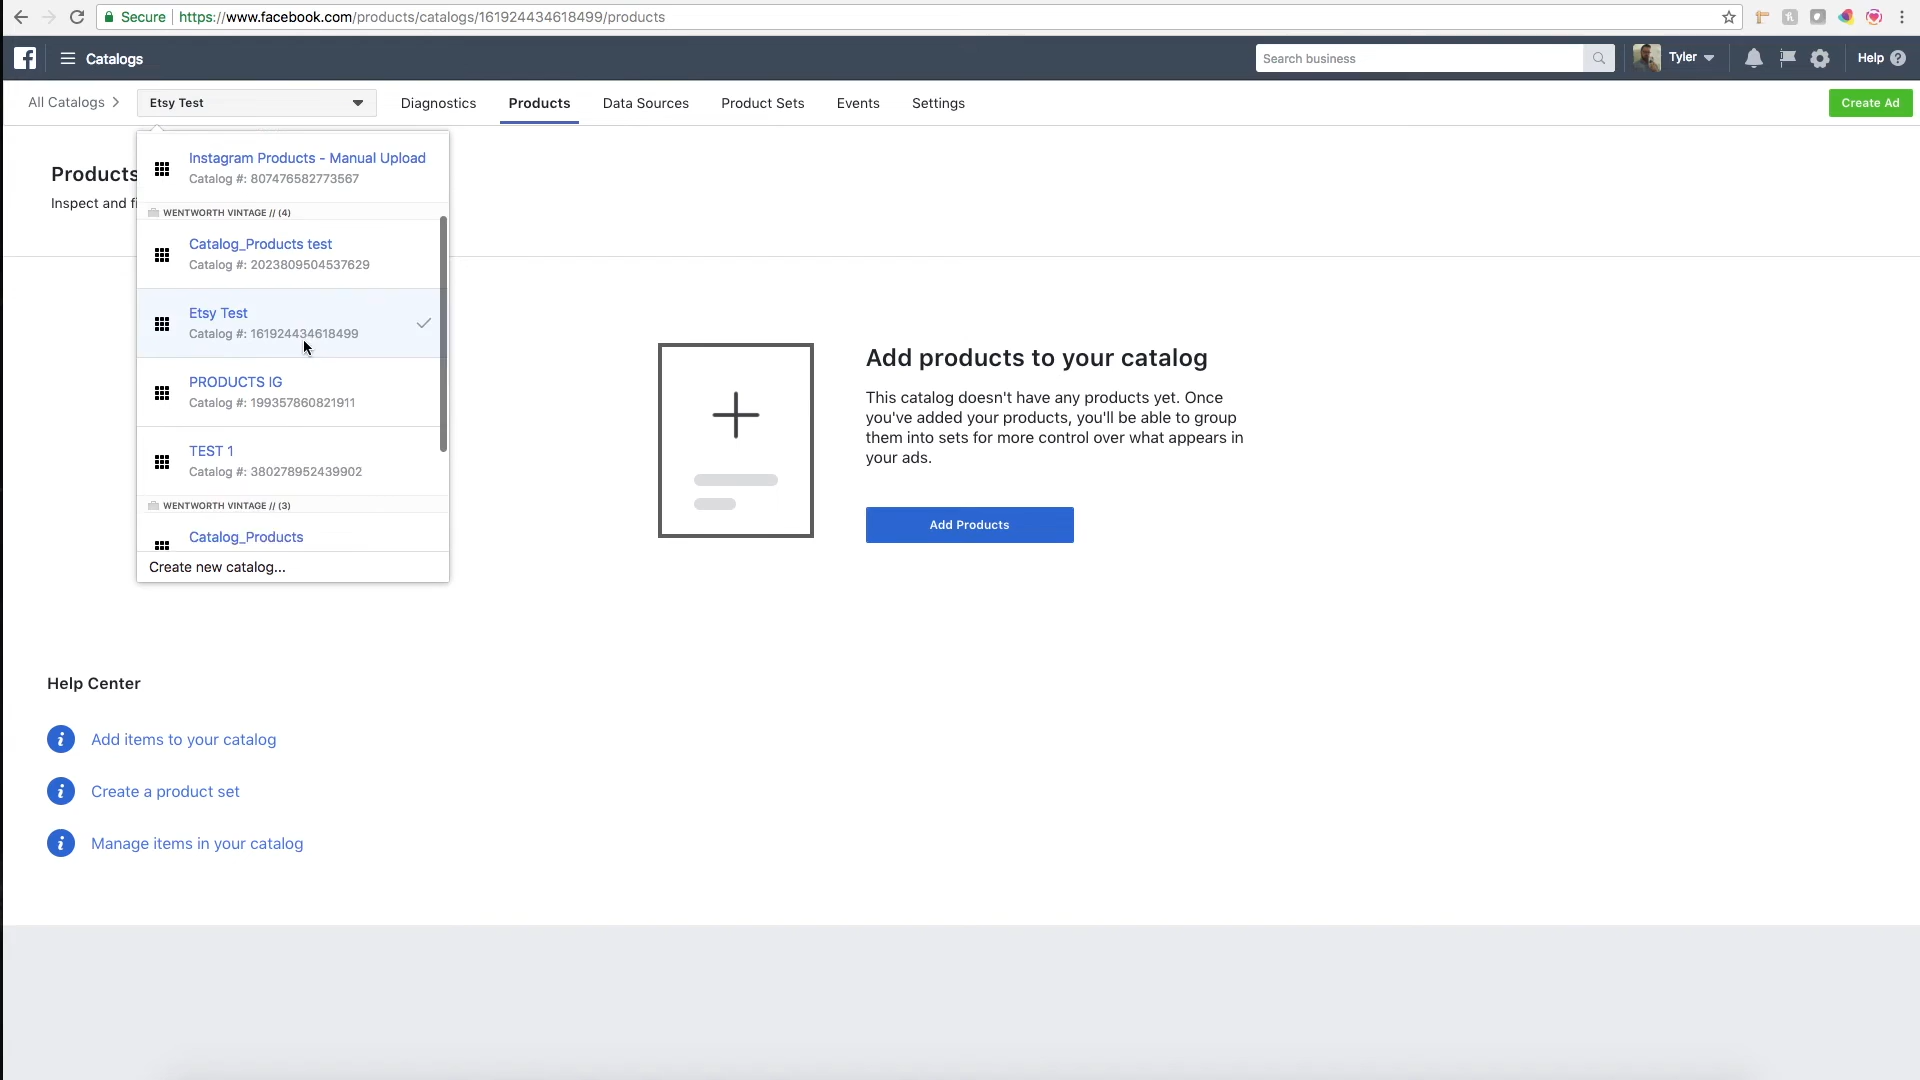 Secure
https://www.facebook.com/products/catalogs/161924434618499/products
Catalogs
Search business
Tyler
Help
All Catalogs
Etsy Test
Diagnostics
Products
Data Sources
Product Sets
Events
Settings
Create Ad
Products
Inspect and fi
Instagram Products - Manual Upload
Catalog #: 807476582773567
WENTWORTH VINTAGE // (4)
Catalog_Products test
Catalog #: 2023809504537629
Etsy Test
Catalog #: 161924434618499
PRODUCTS IG
Catalog #: 199357860821911
TEST 1
Catalog #: 380278952439902
WENTWORTH VINTAGE // (3)
Catalog_Products
Create new catalog...
Add products to your catalog
This catalog doesn't have any products yet. Once
you've added your products, you'll be able to group
them into sets for more control over what appears in
your ads.
Add Products
Help Center
Add items to your catalog
Create a product set
Manage items in your catalog